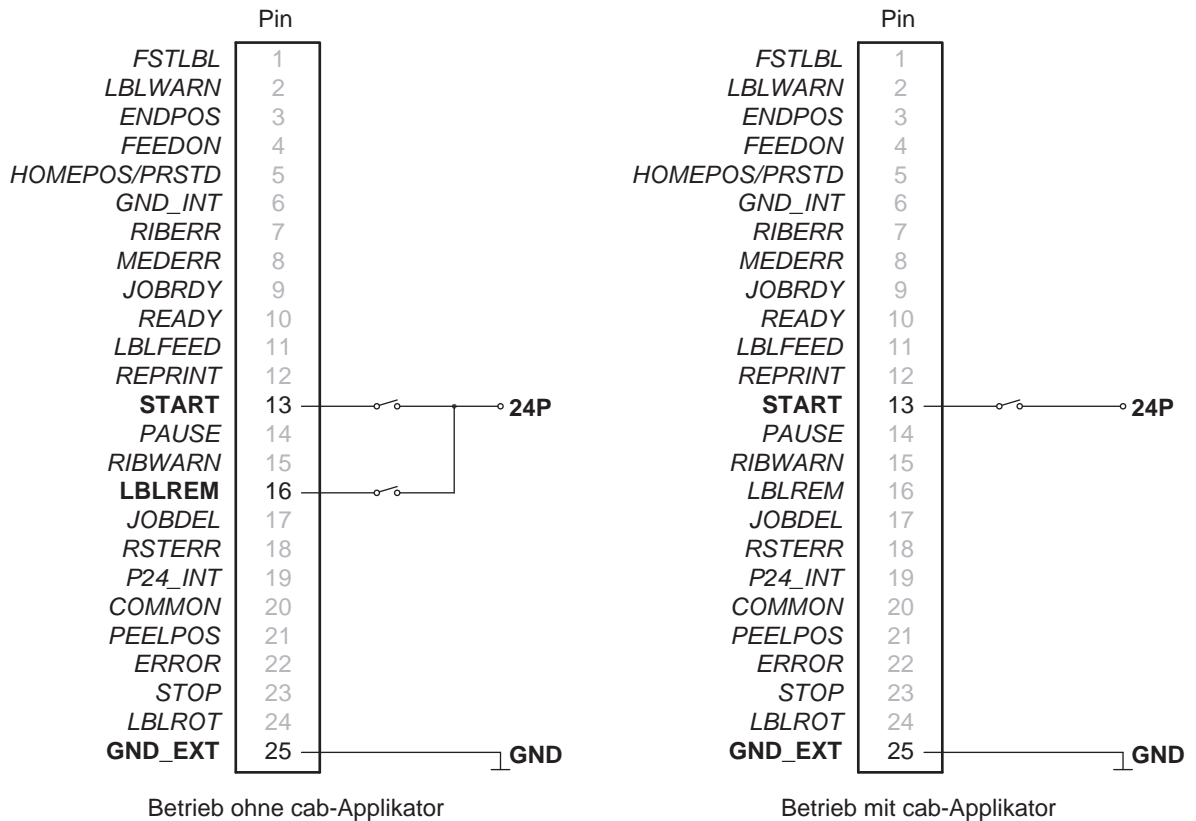 Pin
FSTLBL 1
LBLWARN 2
ENDPOS 3
FEEDON 4
HOMEPOS/PRSTD 5
GND_INT 6
RIBERR 7
MEDERR 8
JOBRDY 9
READY 10
LBLFEED 11
REPRINT 12
START 13 24P
PAUSE 14
RIBWARN 15
LBLREM 16
JOBDEL 17
RSTERR 18
P24_INT 19
COMMON 20
PEELPOS 21
ERROR 22
STOP 23
LBLROT 24
GND_EXT 25 GND
Betrieb ohne cab-Applikator
Pin
FSTLBL 1
LBLWARN 2
ENDPOS 3
FEEDON 4
HOMEPOS/PRSTD 5
GND_INT 6
RIBERR 7
MEDERR 8
JOBRDY 9
READY 10
LBLFEED 11
REPRINT 12
START 13 24P
PAUSE 14
RIBWARN 15
LBLREM 16
JOBDEL 17
RSTERR 18
P24_INT 19
COMMON 20
PEELPOS 21
ERROR 22
STOP 23
LBLROT 24
GND_EXT 25 GND
Betrieb mit cab-Applikator